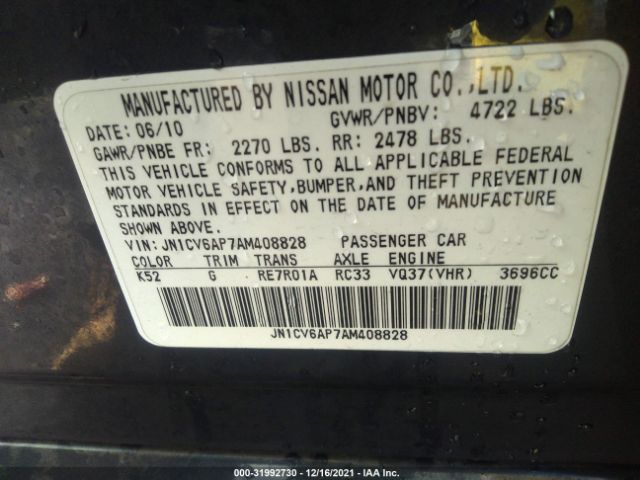 MANUFACTURED BY NISSAN MOTOR CO.,LTD.
DATE: 06/10 GVWR/PNBV: 4722 LBS.
GAWR/PNBE FR: 2270 LBS. RR: 2478 LBS.
THIS VEHICLE CONFORMS TO ALL APPLICABLE FEDERAL
MOTOR VEHICLE SAFETY,BUMPER,AND THEFT PREVENTION
STANDARDS IN EFFECT ON THE DATE OF MANUFACTURE
SHOWN ABOVE.
VIN: JN1CV6AP7AM408828 PASSENGER CAR
COLOR TRIM TRANS AXLE ENGINE
K52 G RE7R01A RC33 VQ37(VHR) 3696CC
JN1CV6AP7AM408828
000-31992730 - 12/16/2021 - IAA Inc.